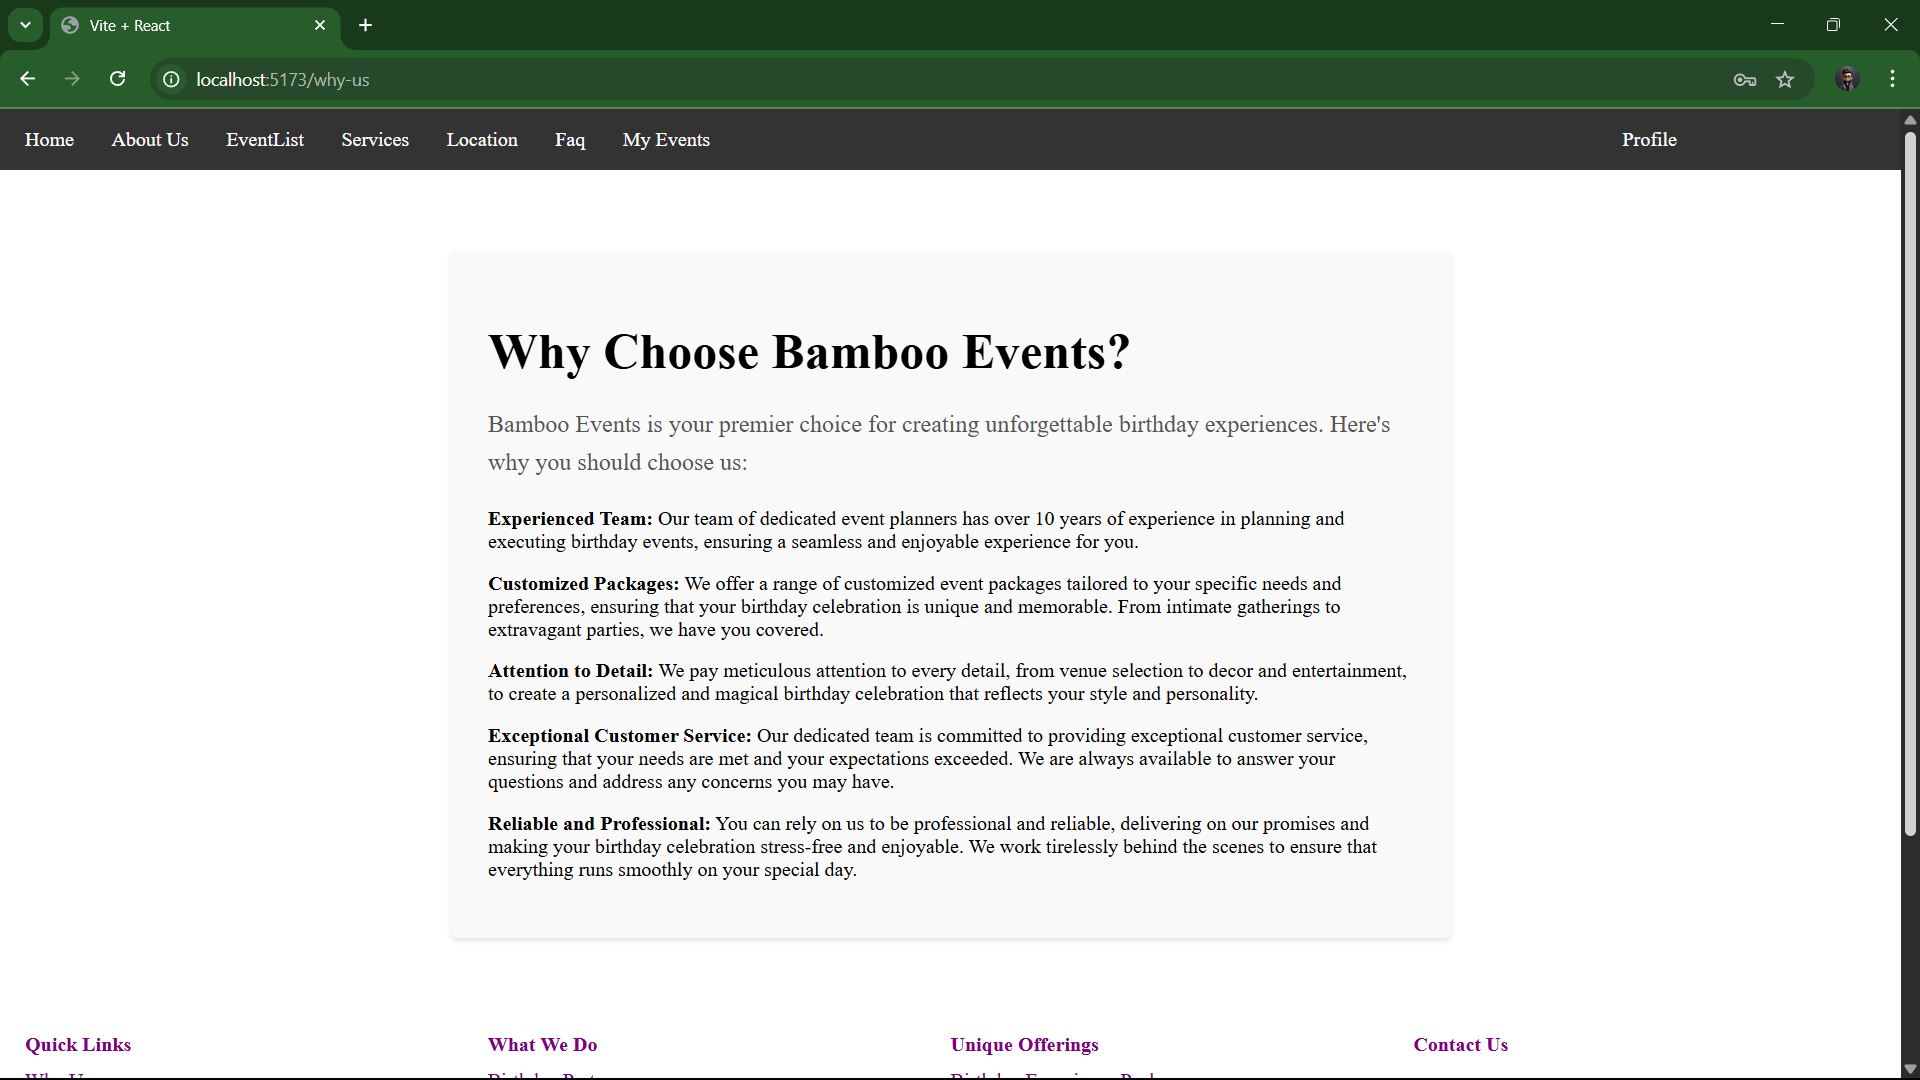 Vite + React
localhost:5173/why-us
Home About Us EventList Services Location Faq My Events Profile
Why Choose Bamboo Events?
Bamboo Events is your premier choice for creating unforgettable birthday experiences. Here's
why you should choose us:
Experienced Team: Our team of dedicated event planners has over 10 years of experience in planning and
executing birthday events, ensuring a seamless and enjoyable experience for you.
Customized Packages: We offer a range of customized event packages tailored to your specific needs and
preferences, ensuring that your birthday celebration is unique and memorable. From intimate gatherings to
extravagant parties, we have you covered.
Attention to Detail: We pay meticulous attention to every detail, from venue selection to decor and entertainment,
to create a personalized and magical birthday celebration that reflects your style and personality.
Exceptional Customer Service: Our dedicated team is committed to providing exceptional customer service,
ensuring that your needs are met and your expectations exceeded. We are always available to answer your
questions and address any concerns you may have.
Reliable and Professional: You can rely on us to be professional and reliable, delivering on our promises and
making your birthday celebration stress-free and enjoyable. We work tirelessly behind the scenes to ensure that
everything runs smoothly on your special day.
Quick Links What We Do Unique Offerings Contact Us